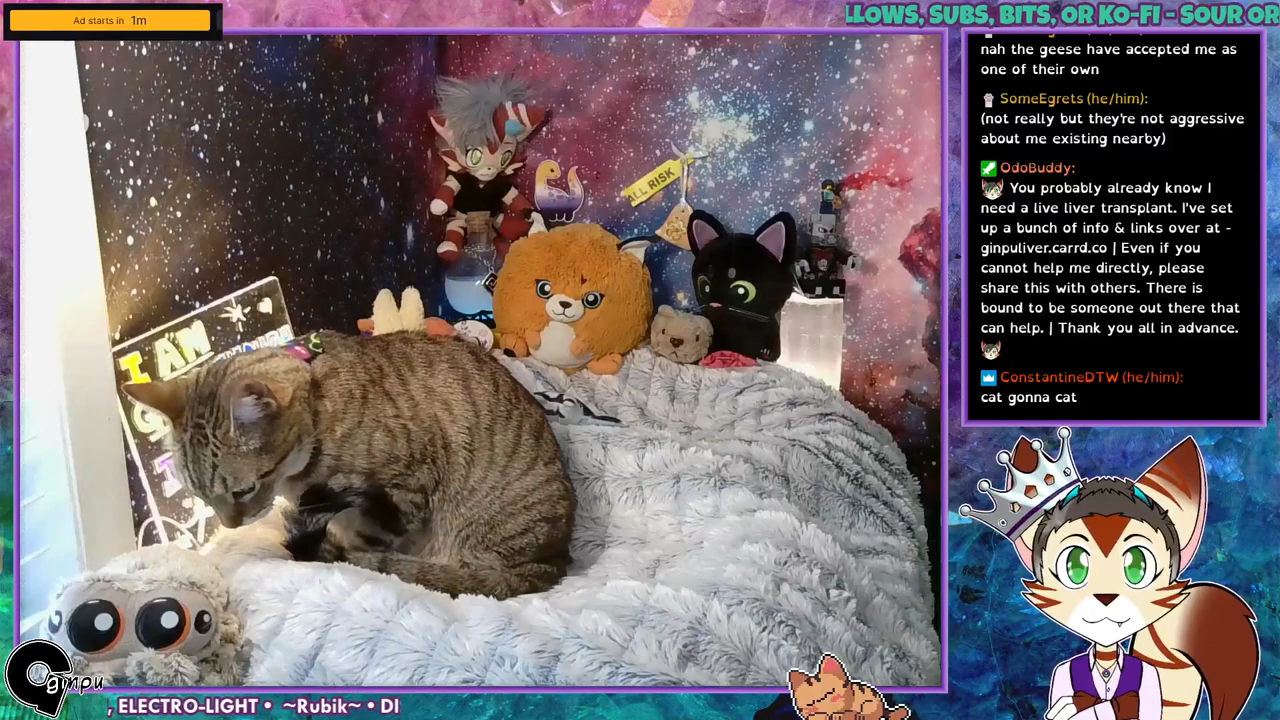 Ad starts in 1m
LLOWS, SUBS, BITS, OR KO-FI - SOUR OR
nah the geese have accepted me as
one of their own
SomeEgrets (he/him):
(not really but they're not aggressive
about me existing nearby)
OdoBuddy:
You probably already know I
need a live liver transplant. I've set
up a bunch of info & links over at -
ginpuliver.carrd.co | Even if you
cannot help me directly, please
share this with others. There is
bound to be someone out there that
can help. | Thank you all in advance.
ConstantineDTW (he/him):
cat gonna cat
ALL RISK
I AM
ginpu
, ELECTRO-LIGHT • ~Rubik~ • DI